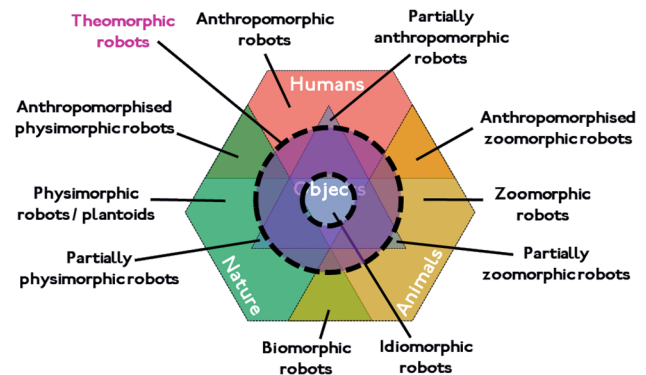 Theomorphic
robots
Anthropomorphic
robots
Partially
anthropomorphic
robots
Humans
Anthropomorphised
physimorphic robots
Anthropomorphised
zoomorphic robots
Objects
Physimorphic
robots / plantoids
Zoomorphic
robots
Partially
physimorphic robots
Partially
zoomorphic robots
Nature
Animals
Biomorphic
robots
Idiomorphic
robots